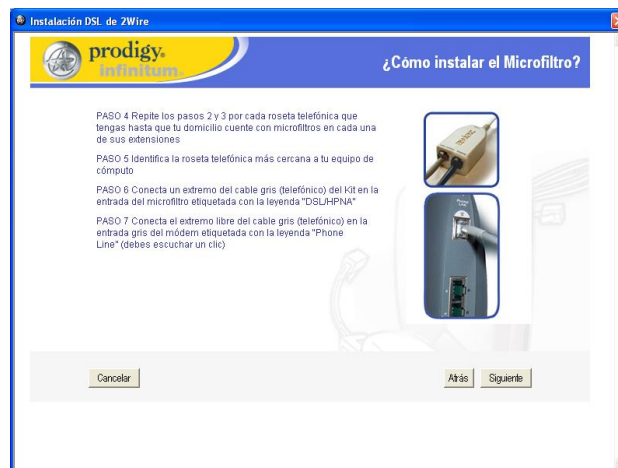 Instalación DSL de 2Wire
prodigy.
infinitum.
¿Cómo instalar el Microfiltro?
PASO 4 Repite los pasos 2 y 3 por cada roseta telefónica que
tengas hasta que tu domicilio cuente con microfiltros en cada una
de sus extensiones
PASO 5 Identifica la roseta telefónica más cercana a tu equipo de
cómputo
PASO 6 Conecta un extremo del cable gris (telefónico) del Kit en la
entrada del microfiltro etiquetada con la leyenda "DSL/HPNA"
PASO 7 Conecta el extremo libre del cable gris (telefónico) en la
entrada gris del módem etiquetada con la leyenda "Phone
Line" (debes escuchar un clic)
Phone
Line
Cancelar
Atrás
Siguiente